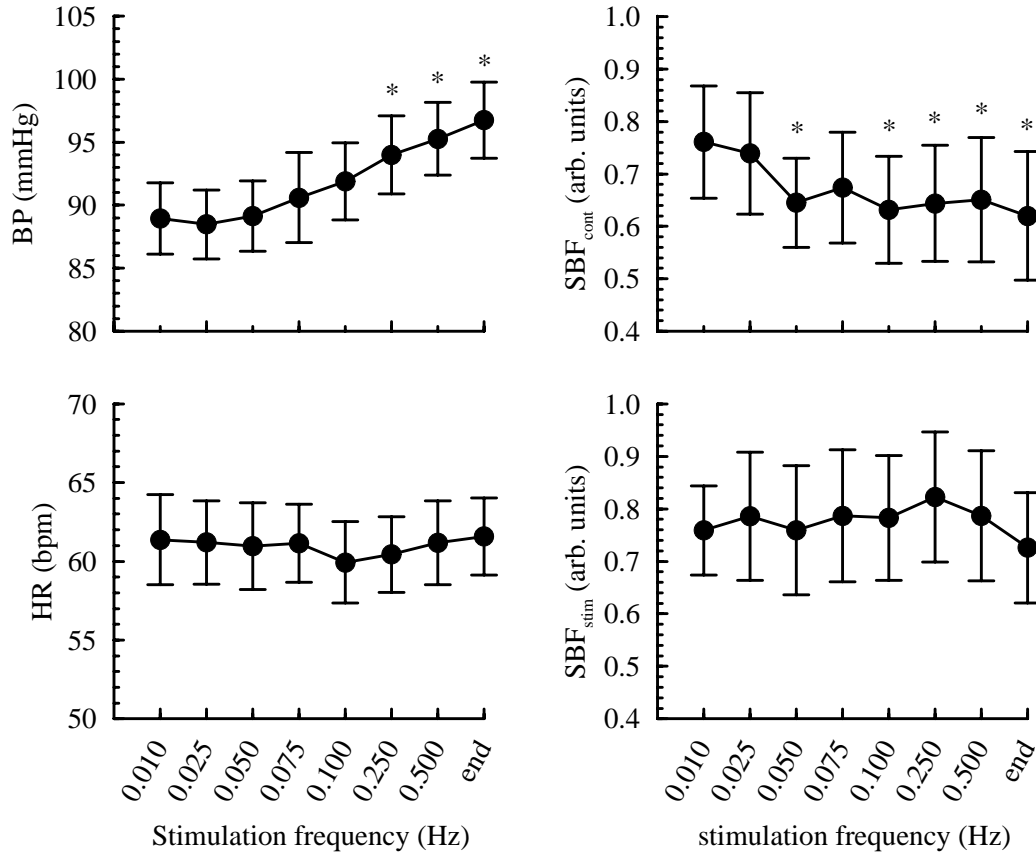 BP (mmHg)
105
100
95
90
85
80
* * *
SBF_cont (arb. units)
1.0
0.9
0.8
0.7
0.6
0.5
0.4
* * * * *
HR (bpm)
70
65
60
55
50
0.010 0.025 0.050 0.075 0.100 0.250 0.500 end
Stimulation frequency (Hz)
SBF_stim (arb. units)
1.0
0.9
0.8
0.7
0.6
0.5
0.4
0.010 0.025 0.050 0.075 0.100 0.250 0.500 end
stimulation frequency (Hz)